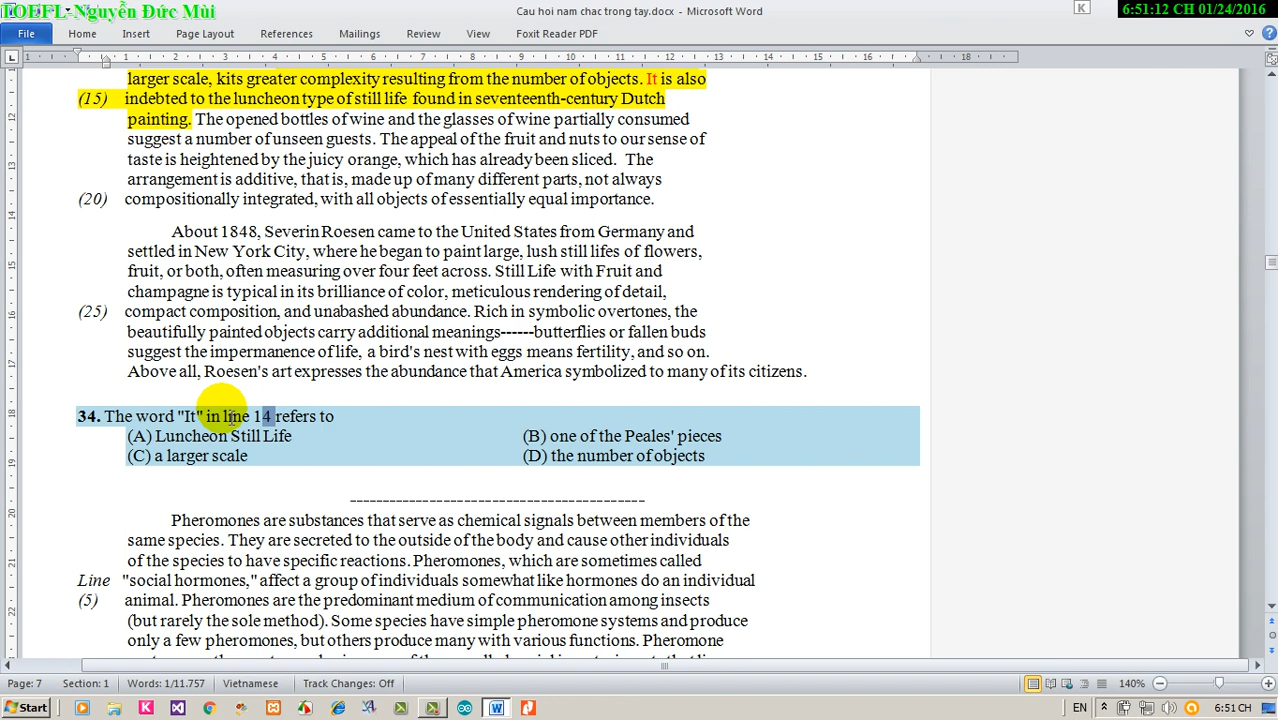 TOEFL-Nguyễn Đức Mùi
Cau hoi nam chac trong tay.docx - Microsoft Word
K
6:51:12 CH 01/24/2016
File Home Insert Page Layout References Mailings Review View Foxit Reader PDF
1 1 2 3 4 5 6 7 8 9 10 11 12 13 14 15 16 18
larger scale, kits greater complexity resulting from the number of objects. It is also
(15) indebted to the luncheon type of still life found in seventeenth-century Dutch
painting. The opened bottles of wine and the glasses of wine partially consumed
suggest a number of unseen guests. The appeal of the fruit and nuts to our sense of
taste is heightened by the juicy orange, which has already been sliced. The
arrangement is additive, that is, made up of many different parts, not always
(20) compositionally integrated, with all objects of essentially equal importance.
About 1848, Severin Roesen came to the United States from Germany and
settled in New York City, where he began to paint large, lush still lifes of flowers,
fruit, or both, often measuring over four feet across. Still Life with Fruit and
champagne is typical in its brilliance of color, meticulous rendering of detail,
(25) compact composition, and unabashed abundance. Rich in symbolic overtones, the
beautifully painted objects carry additional meanings------butterflies or fallen buds
suggest the impermanence of life, a bird's nest with eggs means fertility, and so on.
Above all, Roesen's art expresses the abundance that America symbolized to many of its citizens.
34. The word "It" in line 14 refers to
(A) Luncheon Still Life (B) one of the Peales' pieces
(C) a larger scale (D) the number of objects
--------------------------------------------
Pheromones are substances that serve as chemical signals between members of the
same species. They are secreted to the outside of the body and cause other individuals
of the species to have specific reactions. Pheromones, which are sometimes called
Line "social hormones," affect a group of individuals somewhat like hormones do an individual
(5) animal. Pheromones are the predominant medium of communication among insects
(but rarely the sole method). Some species have simple pheromone systems and produce
only a few pheromones, but others produce many with various functions. Pheromone
Page: 7 Section: 1 Words: 1/11.757 Vietnamese Track Changes: Off 140%
Start EN 6:51 CH